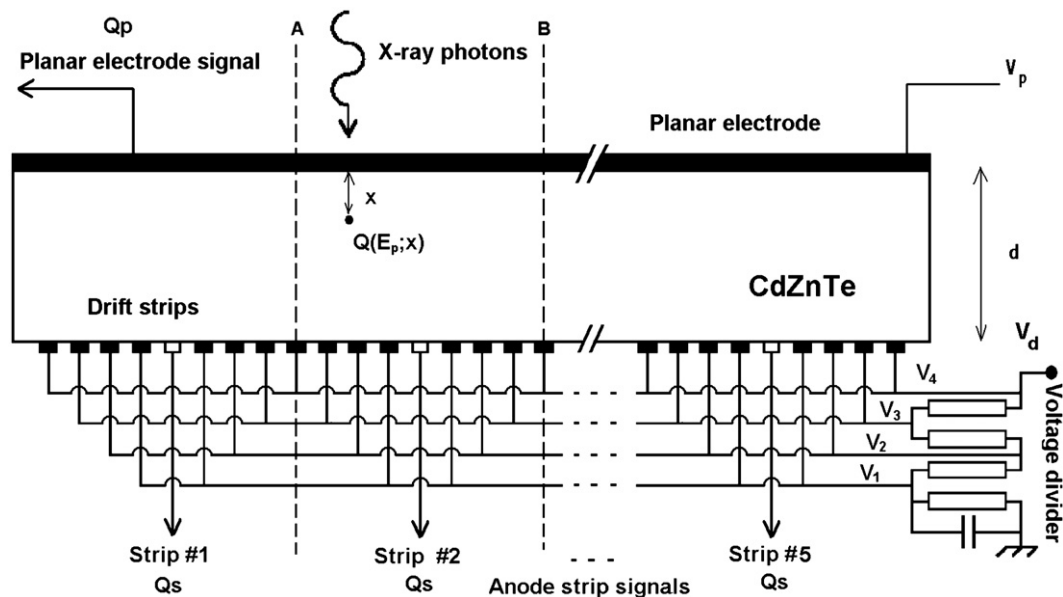 Qp
Planar electrode signal
A
X-ray photons
B
Planar electrode
Vp
x
Q(Ep;x)
CdZnTe
d
Drift strips
Vd
V4
V3
V2
V1
Voltage divider
Strip #1
Qs
Strip #2
Qs
Anode strip signals
Strip #5
Qs